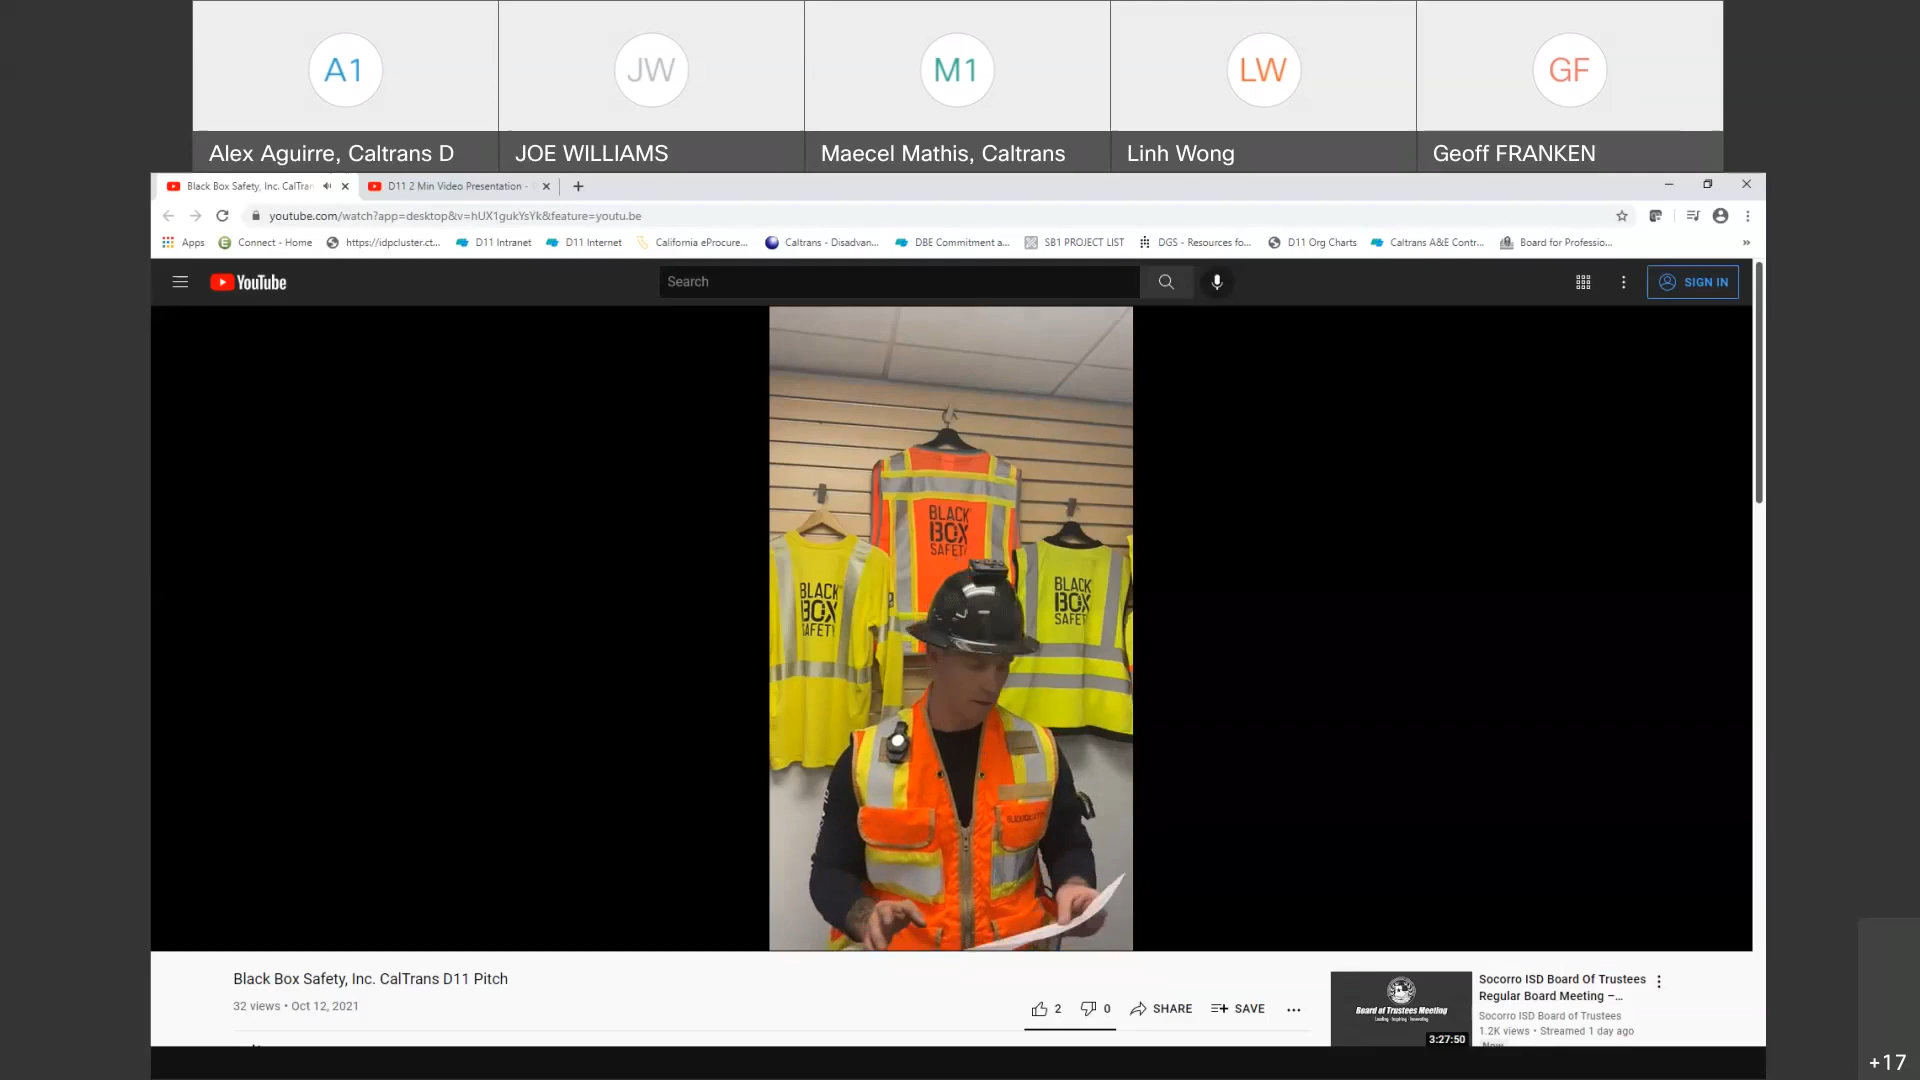 A1
JW
M1
LW
GF
Alex Aguirre, Caltrans D
JOE WILLIAMS
Maecel Mathis, Caltrans
Linh Wong
Geoff FRANKEN
Black Box Safety, Inc. CalTran
D11 2 Min Video Presentation -
youtube.com/watch?app=desktop&v=hUX1gukYsYk&feature=youtu.be
Apps
Connect - Home
https://idpcluster.ct...
D11 Intranet
D11 Internet
California eProcure...
Caltrans - Disadvan...
DBE Commitment a...
SB1 PROJECT LIST
DGS - Resources fo...
D11 Org Charts
Caltrans A&E Contr...
Board for Professio...
YouTube
Search
SIGN IN
BLACK
BOX
SAFETY
BLACK
BOX
SAFETY
BLACK
BOX
SAFETY
Black Box Safety, Inc. CalTrans D11 Pitch
32 views • Oct 12, 2021
2
0
SHARE
SAVE
Board of Trustees Meeting
3:27:50
Socorro ISD Board Of Trustees
Regular Board Meeting –...
Socorro ISD Board of Trustees
1.2K views • Streamed 1 day ago
New
+17